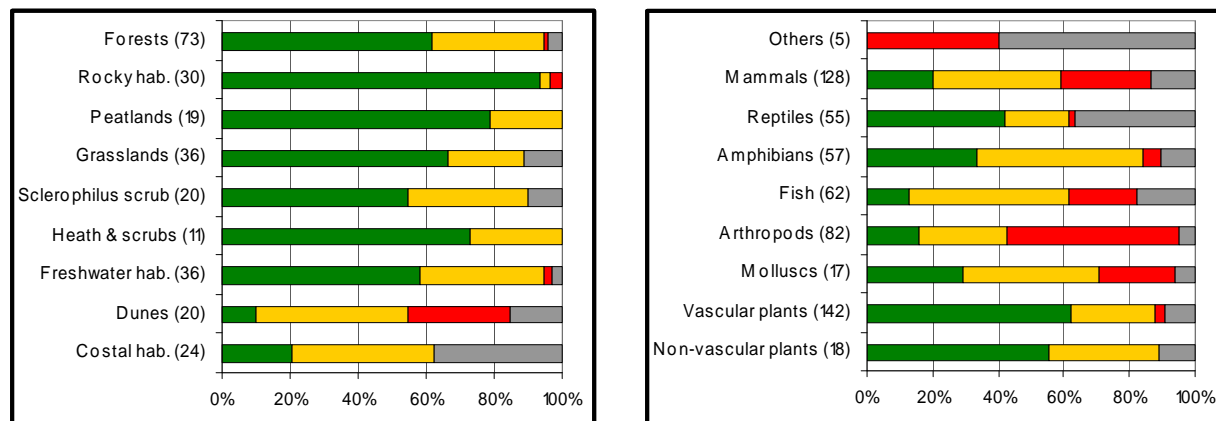 Forests (73)
Rocky hab. (30)
Peatlands (19)
Grasslands (36)
Sclerophilus scrub (20)
Heath & scrubs (11)
Freshwater hab. (36)
Dunes (20)
Costal hab. (24)
0% 20% 40% 60% 80% 100%
Others (5)
Mammals (128)
Reptiles (55)
Amphibians (57)
Fish (62)
Arthropods (82)
Molluscs (17)
Vascular plants (142)
Non-vascular plants (18)
0% 20% 40% 60% 80% 100%